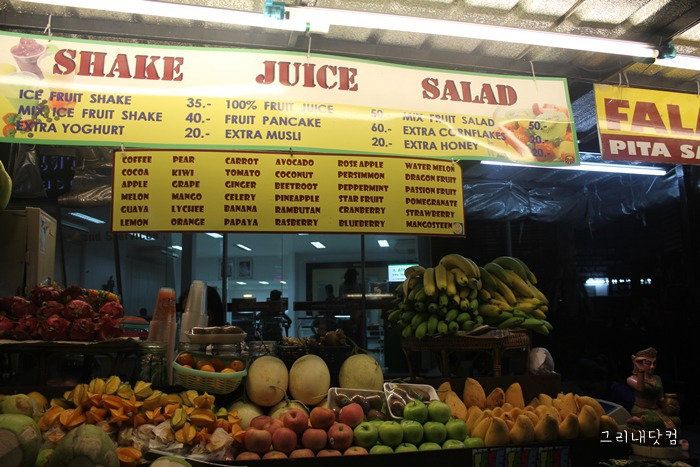 SHAKE JUICE SALAD
ICE FRUIT SHAKE 35.-
MIX ICE FRUIT SHAKE 40.-
EXTRA YOGHURT 20.-
100% FRUIT JUICE 50.-
FRUIT PANCAKE 60.-
EXTRA MUSLI 20.-
MIX FRUIT SALAD 50.-
EXTRA CORNFLAKES 20.-
EXTRA HONEY 20.-
FALA
PITA SA
COFFEE PEAR CARROT AVOCADO ROSE APPLE WATER MELON
COCOA KIWI TOMATO COCONUT PERSIMMON DRAGON FRUIT
APPLE GRAPE GINGER BEETROOT PEPPERMINT PASSION FRUIT
MELON MANGO CELERY PINEAPPLE STAR FRUIT POMEGRANATE
GUAVA LYCHEE BANANA RAMBUTAN CRANBERRY STRAWBERRY
LEMON ORANGE PAPAYA RASBERRY BLUEBERRY MANGOSTEEN
그리내닷컴